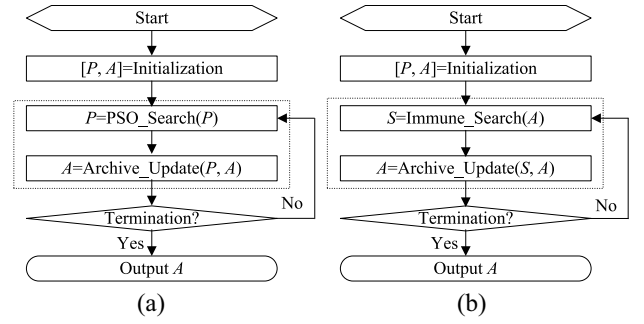 Start
[P, A]=Initialization
P=PSO_Search(P)
A=Archive_Update(P, A)
Termination?
No
Yes
Output A
(a)
Start
[P, A]=Initialization
S=Immune_Search(A)
A=Archive_Update(S, A)
Termination?
No
Yes
Output A
(b)